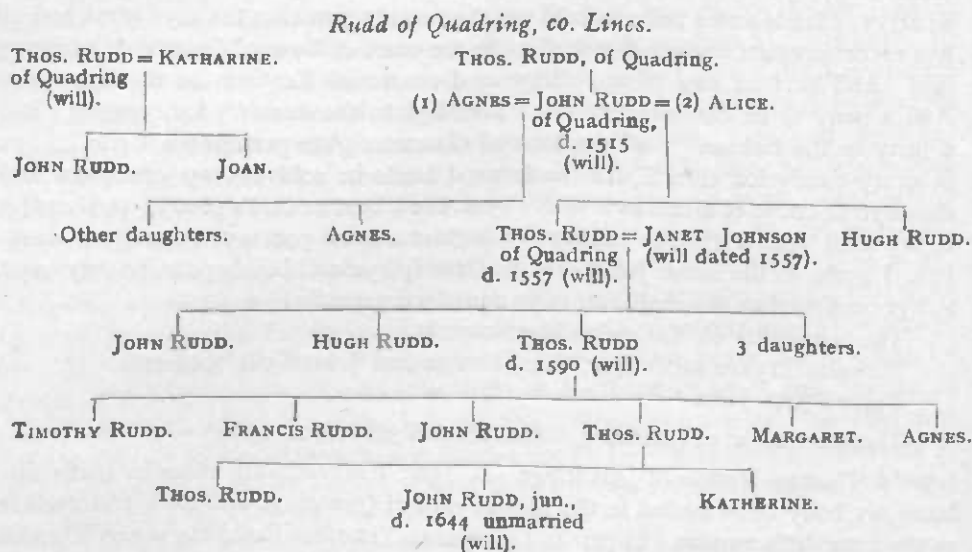 Rudd of Quadring, co. Lincs.
THOS. RUDD = KATHARINE.
of Quadring
(will).
JOHN RUDD. JOAN.
THOS. RUDD, of Quadring.
(1) AGNES = JOHN RUDD = (2) ALICE.
of Quadring,
d. 1515
(will).
Other daughters. AGNES. THOS. RUDD = JANET JOHNSON HUGH RUDD.
of Quadring (will dated 1557).
d. 1557 (will).
JOHN RUDD. HUGH RUDD. THOS. RUDD 3 daughters.
d. 1590 (will).
TIMOTHY RUDD. FRANCIS RUDD. JOHN RUDD. THOS. RUDD. MARGARET. AGNES.
THOS. RUDD. JOHN RUDD, jun., KATHERINE.
d. 1644 unmarried
(will).